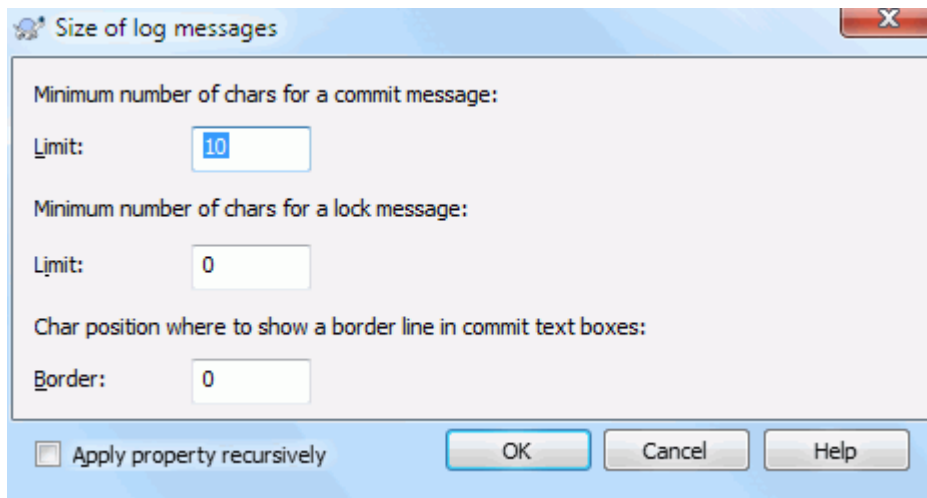 Size of log messages
Minimum number of chars for a commit message:
Limit:
10
Minimum number of chars for a lock message:
Limit:
0
Char position where to show a border line in commit text boxes:
Border:
0
Apply property recursively
OK
Cancel
Help